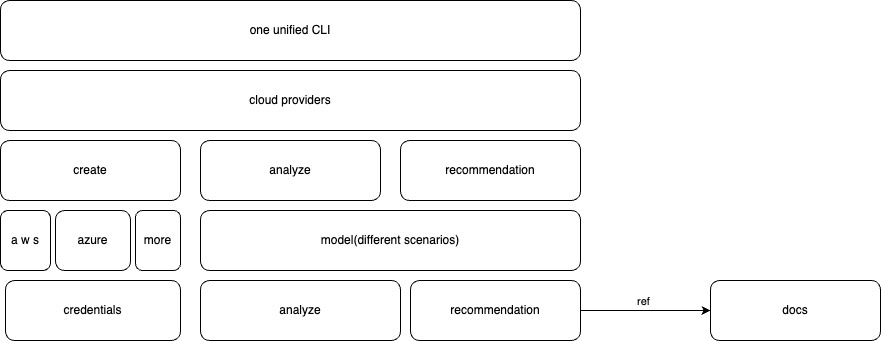 one unified CLI
cloud providers
create
analyze
recommendation
a w s
azure
more
model(different scenarios)
credentials
analyze
recommendation
ref
docs